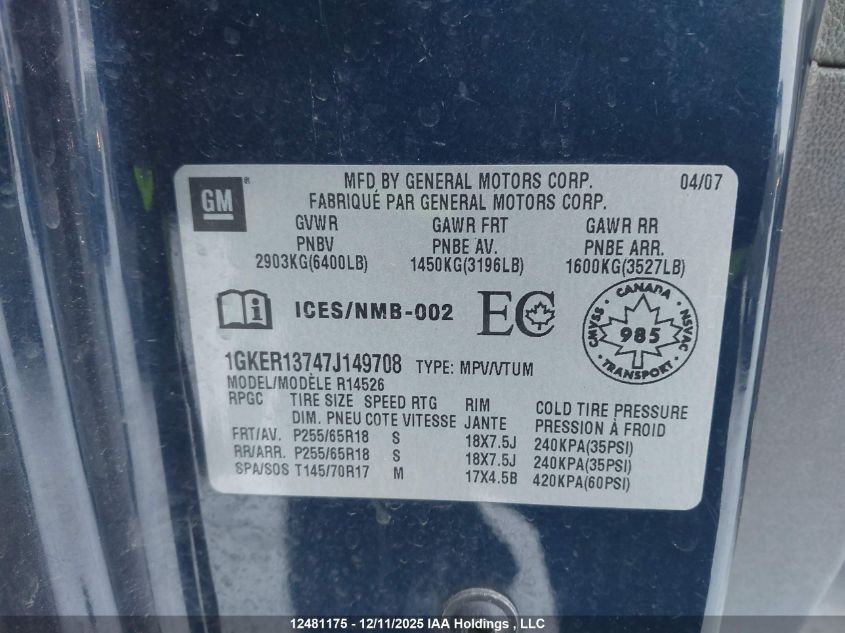 GM
MFD BY GENERAL MOTORS CORP. 04/07
FABRIQUÉ PAR GENERAL MOTORS CORP.
GVWR GAWR FRT GAWR RR
PNBV PNBE AV. PNBE ARR.
2903KG(6400LB) 1450KG(3196LB) 1600KG(3527LB)
ICES/NMB-002 EC
CANADA
CMVSS 985 NSVAC
TRANSPORT
1GKER13747J149708 TYPE: MPV/VTUM
MODEL/MODÈLE R14526
RPGC TIRE SIZE SPEED RTG RIM COLD TIRE PRESSURE
DIM. PNEU COTE VITESSE JANTE PRESSION À FROID
FRT/AV. P255/65R18 S 18X7.5J 240KPA(35PSI)
RR/ARR. P255/65R18 S 18X7.5J 240KPA(35PSI)
SPA/SOS T145/70R17 M 17X4.5B 420KPA(60PSI)
12481175 - 12/11/2025 IAA Holdings , LLC